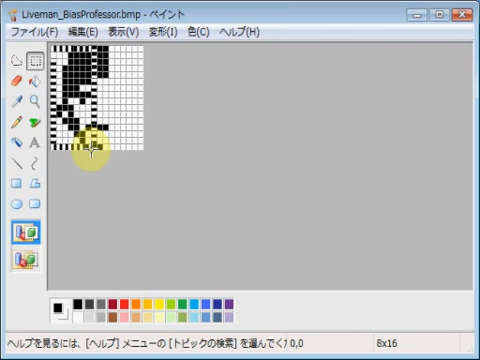 Liveman_BiasProfessor.bmp - ペイント
ファイル(F) 編集(E) 表示(V) 変形(I) 色(C) ヘルプ(H)
A
ヘルプを見るには、[ヘルプ] メニューの [トピックの検索] を選んでく 0,0 8x16